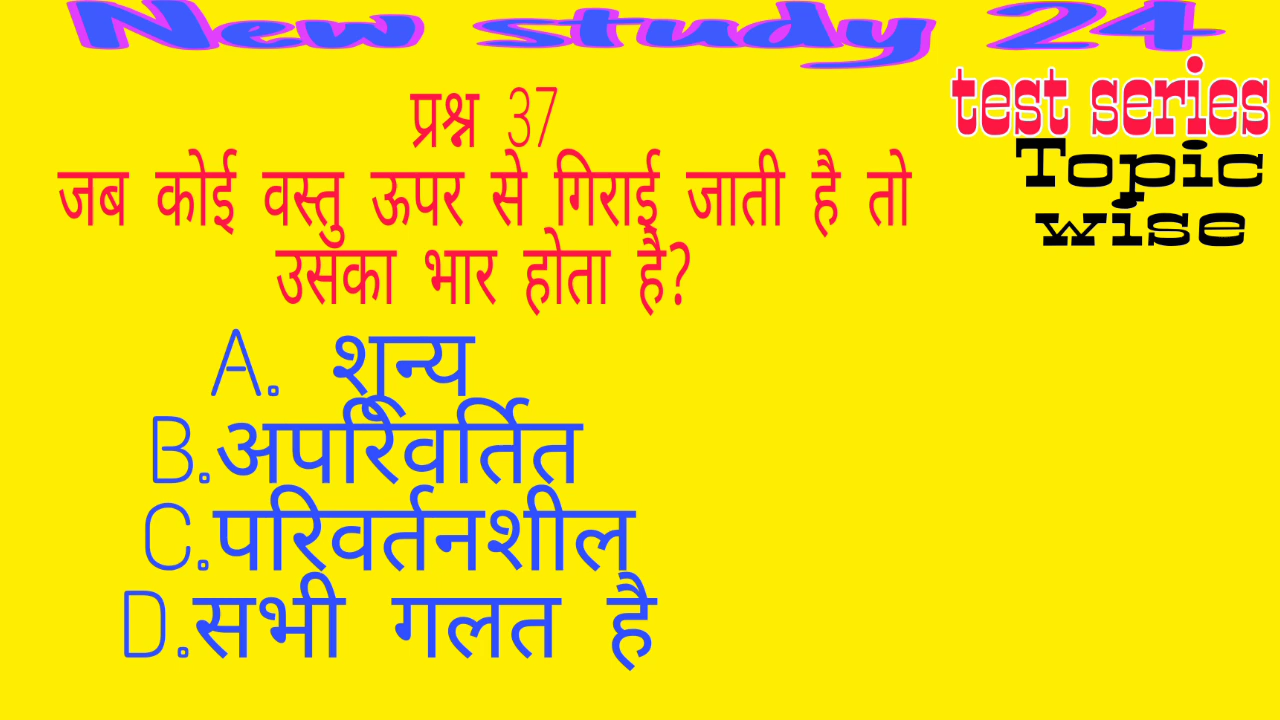 New study 24
test series
Topic
wise
प्रश्न 37
जब कोई वस्तु ऊपर से गिराई जाती है तो
उसका भार होता है?
A. शून्य
B.अपरिवर्तित
C.परिवर्तनशील
D.सभी गलत है